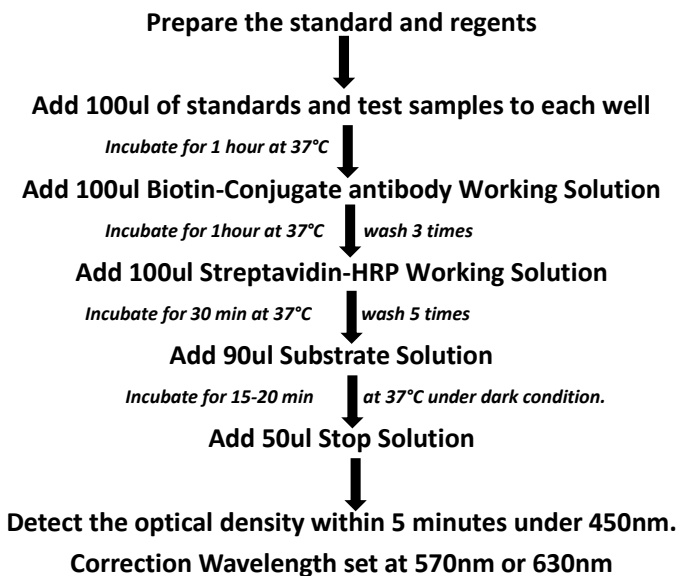 Prepare the standard and regents
Add 100ul of standards and test samples to each well
Incubate for 1 hour at 37°C
Add 100ul Biotin-Conjugate antibody Working Solution
Incubate for 1hour at 37°C wash 3 times
Add 100ul Streptavidin-HRP Working Solution
Incubate for 30 min at 37°C wash 5 times
Add 90ul Substrate Solution
Incubate for 15-20 min at 37°C under dark condition.
Add 50ul Stop Solution
Detect the optical density within 5 minutes under 450nm.
Correction Wavelength set at 570nm or 630nm